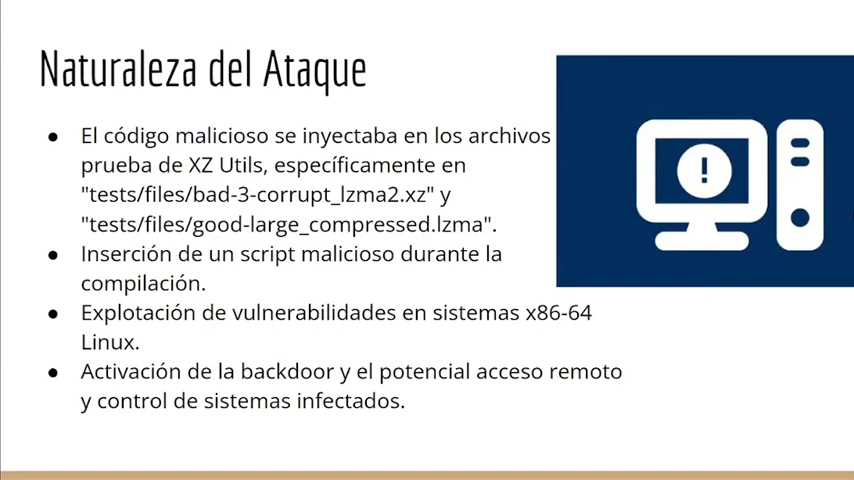 Naturaleza del Ataque
● El código malicioso se inyectaba en los archivos
prueba de XZ Utils, específicamente en
"tests/files/bad-3-corrupt_lzma2.xz" y
"tests/files/good-large_compressed.lzma".
● Inserción de un script malicioso durante la
compilación.
● Explotación de vulnerabilidades en sistemas x86-64
Linux.
● Activación de la backdoor y el potencial acceso remoto
y control de sistemas infectados.
!